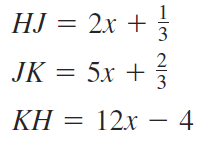 HJ = 2x + 1/3
JK = 5x + 2/3
KH = 12x − 4